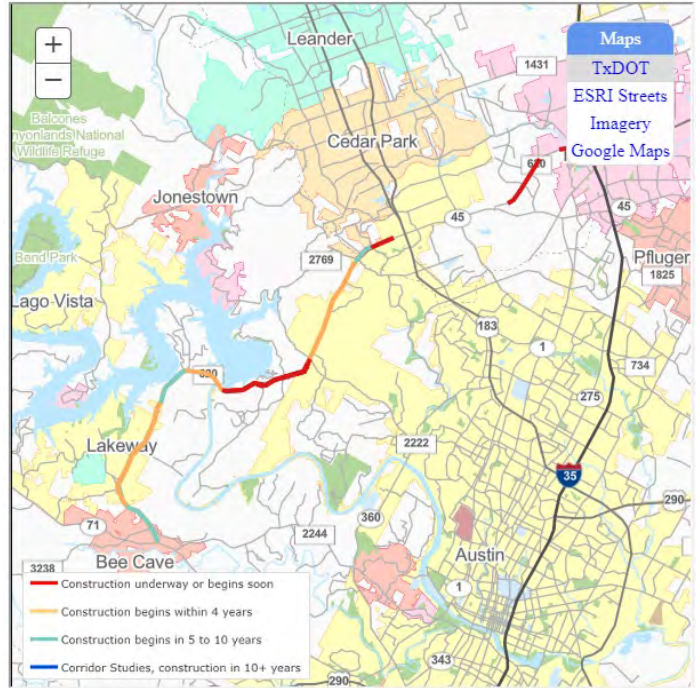 +
−
Maps
TxDOT
ESRI Streets
Imagery
Google Maps
Leander
1431
Balcones
nyonlands National
Wildlife Refuge
Cedar Park
Jonestown
45
45
Bend Park
2769
Pfluger
1825
Lago Vista
183
1
734
620
275
Lakeway
2222
35
290
71
360
2244
Bee Cave
Austin
3238
1
343
290
Construction underway or begins soon
Construction begins within 4 years
Construction begins in 5 to 10 years
Corridor Studies, construction in 10+ years